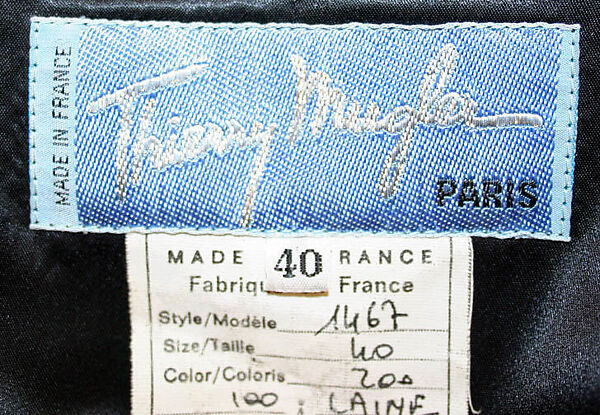 MADE IN FRANCE
Thierry Mugler
PARIS
MADE 40 RANCE
Fabriqu France
Style/Modèle 1467
Size/Taille 40
Color/Coloris 200
100 : LAINE